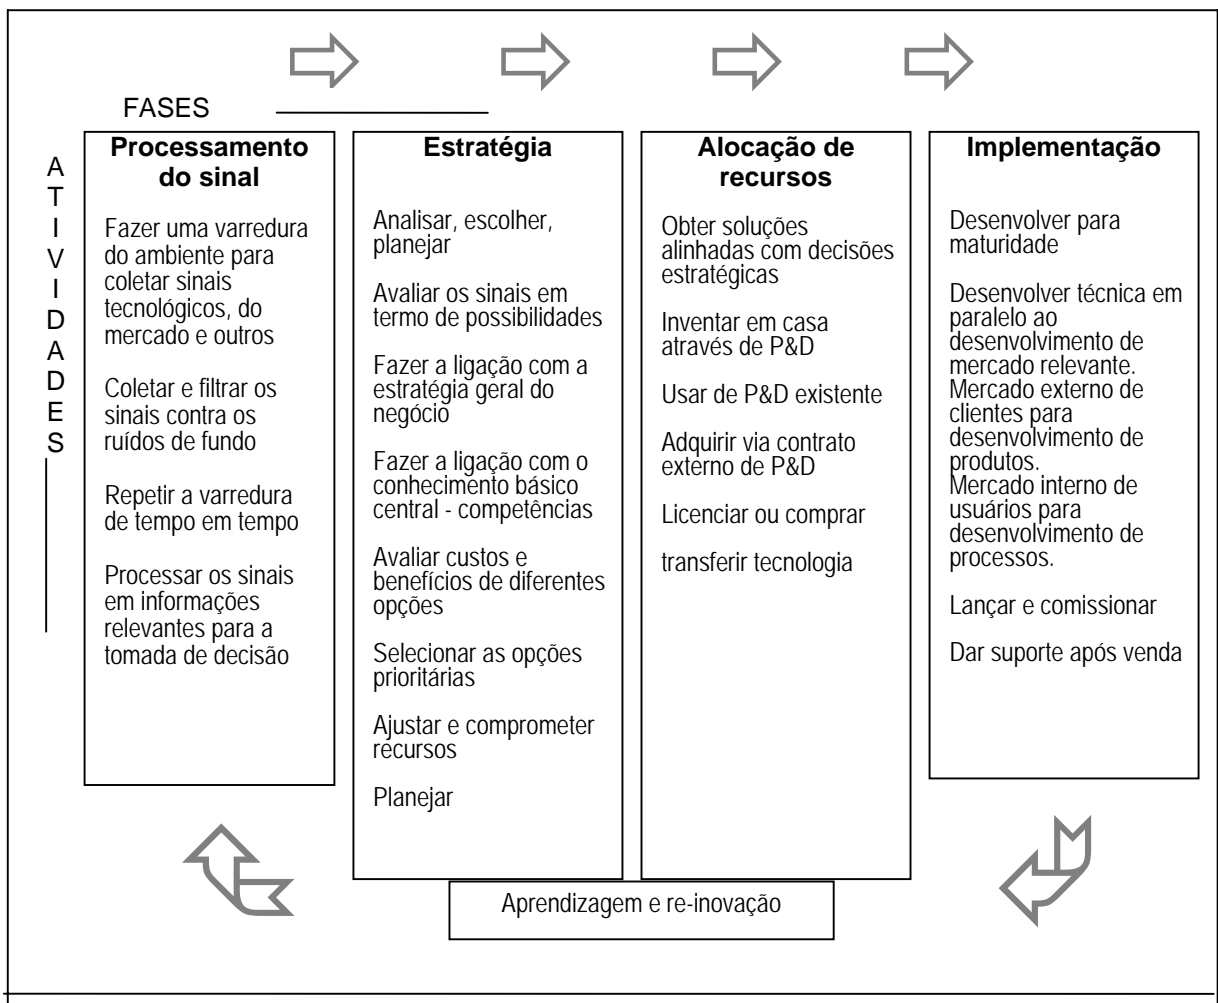 FASES
ATIVIDADES
Processamento
do sinal
Fazer uma varredura
do ambiente para
coletar sinais
tecnológicos, do
mercado e outros
Coletar e filtrar os
sinais contra os
ruídos de fundo
Repetir a varredura
de tempo em tempo
Processar os sinais
em informações
relevantes para a
tomada de decisão
Estratégia
Analisar, escolher,
planejar
Avaliar os sinais em
termo de possibilidades
Fazer a ligação com a
estratégia geral do
negócio
Fazer a ligação com o
conhecimento básico
central - competências
Avaliar custos e
benefícios de diferentes
opções
Selecionar as opções
prioritárias
Ajustar e comprometer
recursos
Planejar
Alocação de
recursos
Obter soluções
alinhadas com decisões
estratégicas
Inventar em casa
através de P&D
Usar de P&D existente
Adquirir via contrato
externo de P&D
Licenciar ou comprar
transferir tecnologia
Implementação
Desenvolver para
maturidade
Desenvolver técnica em
paralelo ao
desenvolvimento de
mercado relevante.
Mercado externo de
clientes para
desenvolvimento de
produtos.
Mercado interno de
usuários para
desenvolvimento de
processos.
Lançar e comissionar
Dar suporte após venda
Aprendizagem e re-inovação